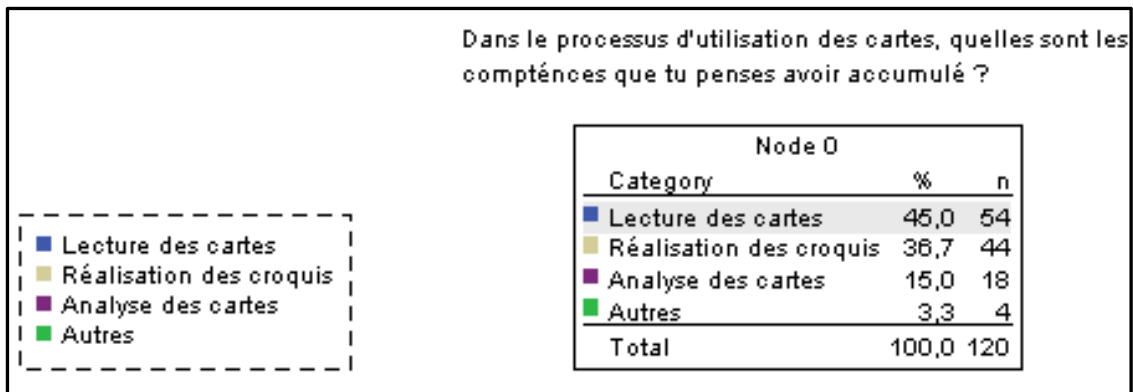 Dans le processus d'utilisation des cartes, quelles sont les
compténces que tu penses avoir accumulé ?
Node 0
Category % n
Lecture des cartes 45,0 54
Réalisation des croquis 36,7 44
Analyse des cartes 15,0 18
Autres 3,3 4
Total 100,0 120
Lecture des cartes
Réalisation des croquis
Analyse des cartes
Autres